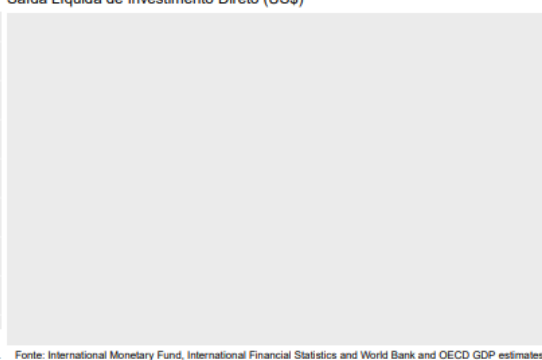 Saída Líquida de Investimento Direto (US$)
Fonte: International Monetary Fund, International Financial Statistics and World Bank and OECD GDP estimates